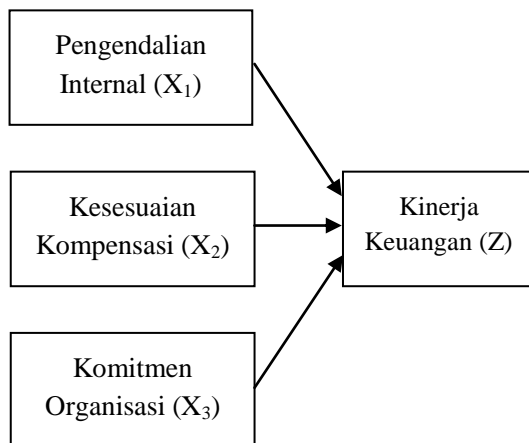 Pengendalian
Internal (X₁)
Kesesuaian
Kompensasi (X₂)
Kinerja
Keuangan (Z)
Komitmen
Organisasi (X₃)